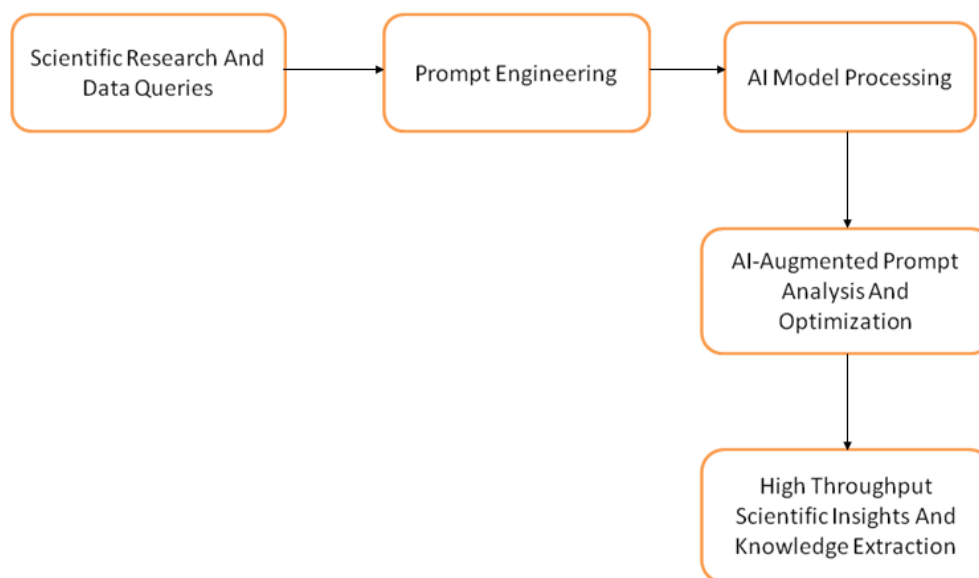 Scientific Research And
Data Queries
Prompt Engineering
AI Model Processing
AI-Augmented Prompt
Analysis And
Optimization
High Throughput
Scientific Insights And
Knowledge Extraction